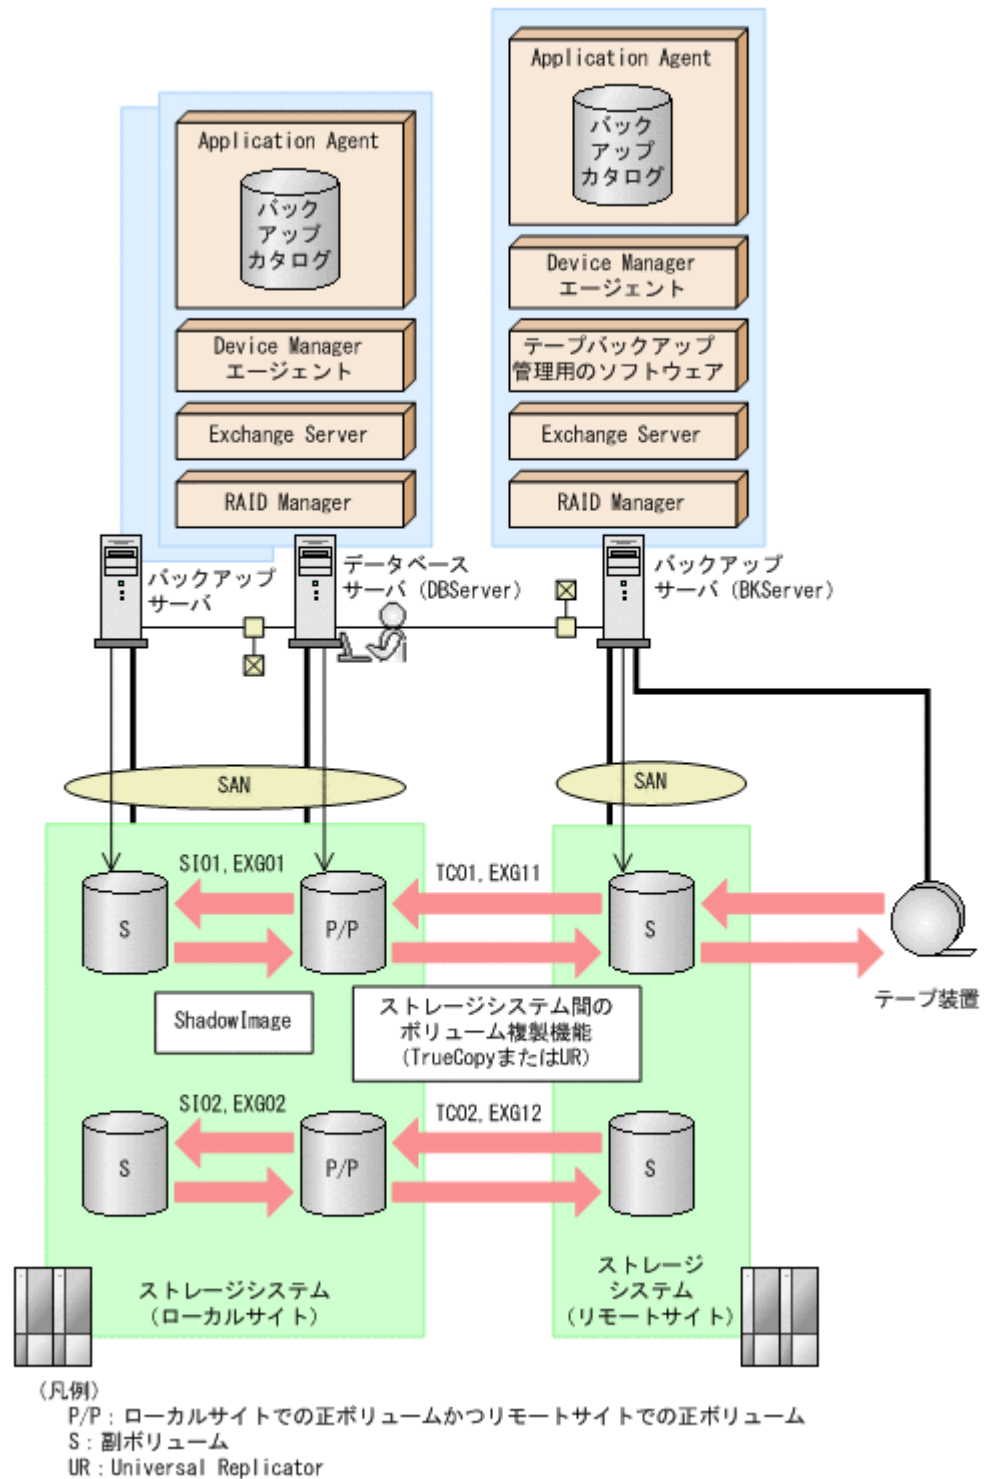 Application Agent
バック
アップ
カタログ
Device Manager
エージェント
Exchange Server
RAID Manager
Application Agent
バック
アップ
カタログ
Device Manager
エージェント
テープバックアップ
管理用のソフトウェア
Exchange Server
RAID Manager
バックアップ
サーバ
データベース
サーバ（DBServer）
バックアップ
サーバ（BKServer）
SAN
SAN
SI01,EXG01
TC01,EXG11
S
P/P
S
テープ装置
ShadowImage
ストレージシステム間の
ボリューム複製機能
(TrueCopyまたはUR)
SI02,EXG02
TC02,EXG12
S
P/P
S
ストレージシステム
（ローカルサイト）
ストレージ
システム
（リモートサイト）
（凡例）
P/P：ローカルサイトでの正ボリュームかつリモートサイトでの正ボリューム
S：副ボリューム
UR：Universal Replicator